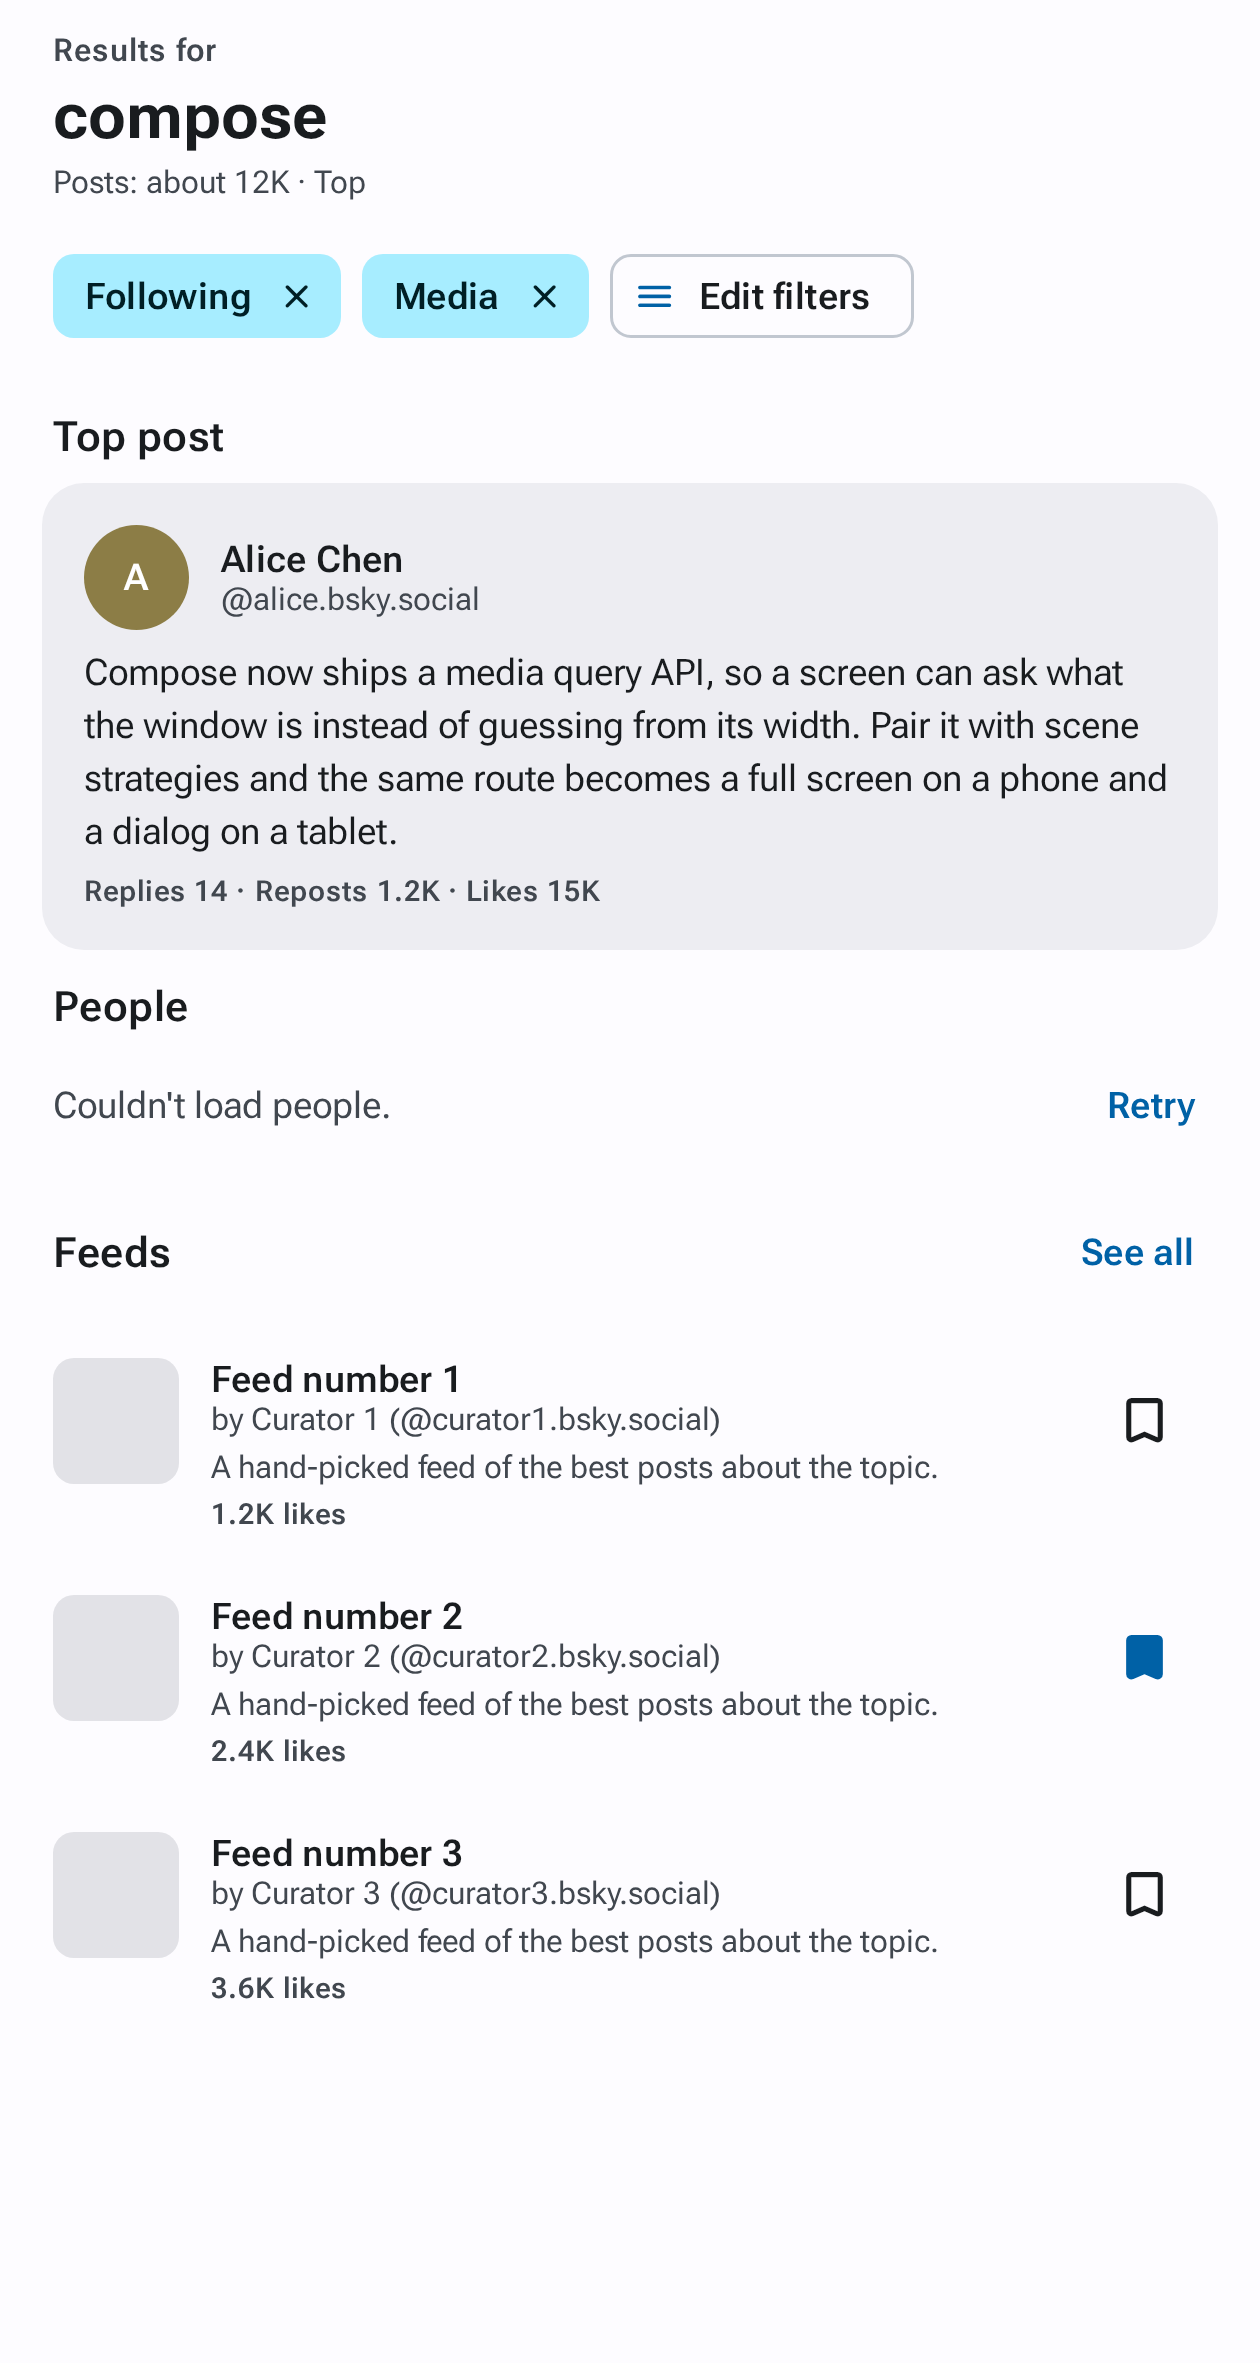 Results for
compose
Posts: about 12K · Top
Following
Media
Edit filters
Top post
A
Alice Chen
@alice.bsky.social
Compose now ships a media query API, so a screen can ask what
the window is instead of guessing from its width. Pair it with scene
strategies and the same route becomes a full screen on a phone and
a dialog on a tablet.
Replies 14 · Reposts 1.2K · Likes 15K
People
Couldn't load people.
Retry
Feeds
See all
Feed number 1
by Curator 1 (@curator1.bsky.social)
A hand-picked feed of the best posts about the topic.
1.2K likes
Feed number 2
by Curator 2 (@curator2.bsky.social)
A hand-picked feed of the best posts about the topic.
2.4K likes
Feed number 3
by Curator 3 (@curator3.bsky.social)
A hand-picked feed of the best posts about the topic.
3.6K likes